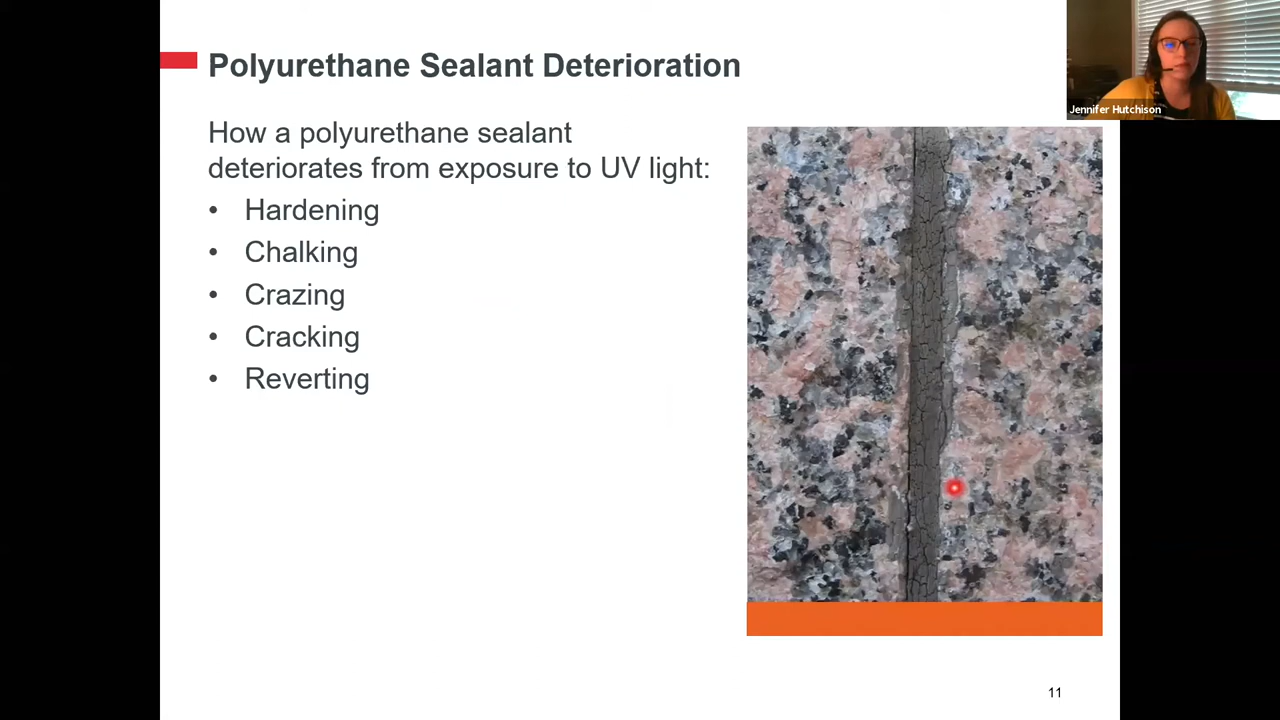 Polyurethane Sealant Deterioration
Jennifer Hutchison
How a polyurethane sealant
deteriorates from exposure to UV light:
• Hardening
• Chalking
• Crazing
• Cracking
• Reverting
11